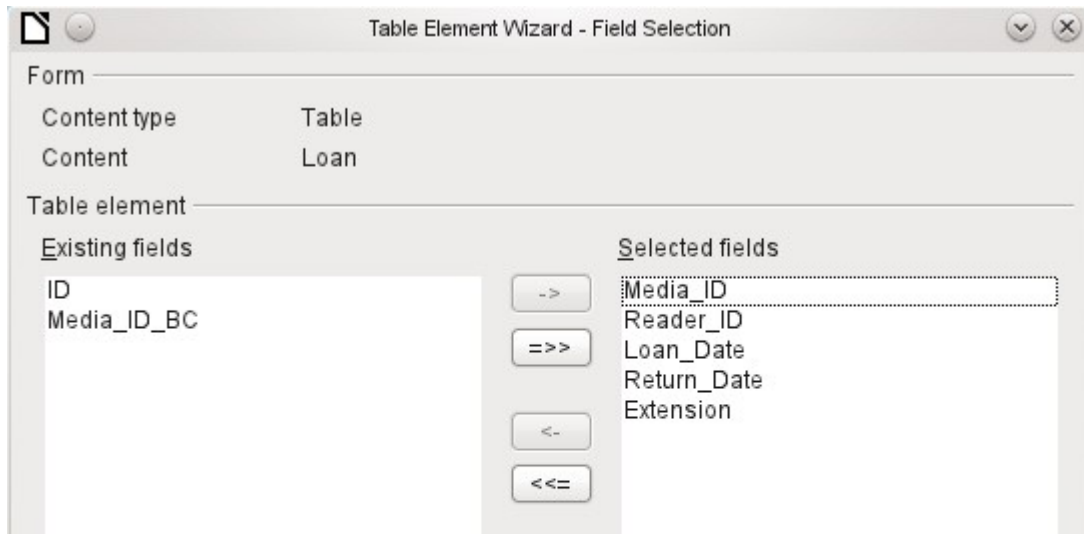 Table Element Wizard - Field Selection
Form
Content type Table
Content Loan
Table element
Existing fields
Selected fields
ID
Media_ID_BC
->
=>>
<-
<<=
Media_ID
Reader_ID
Loan_Date
Return_Date
Extension